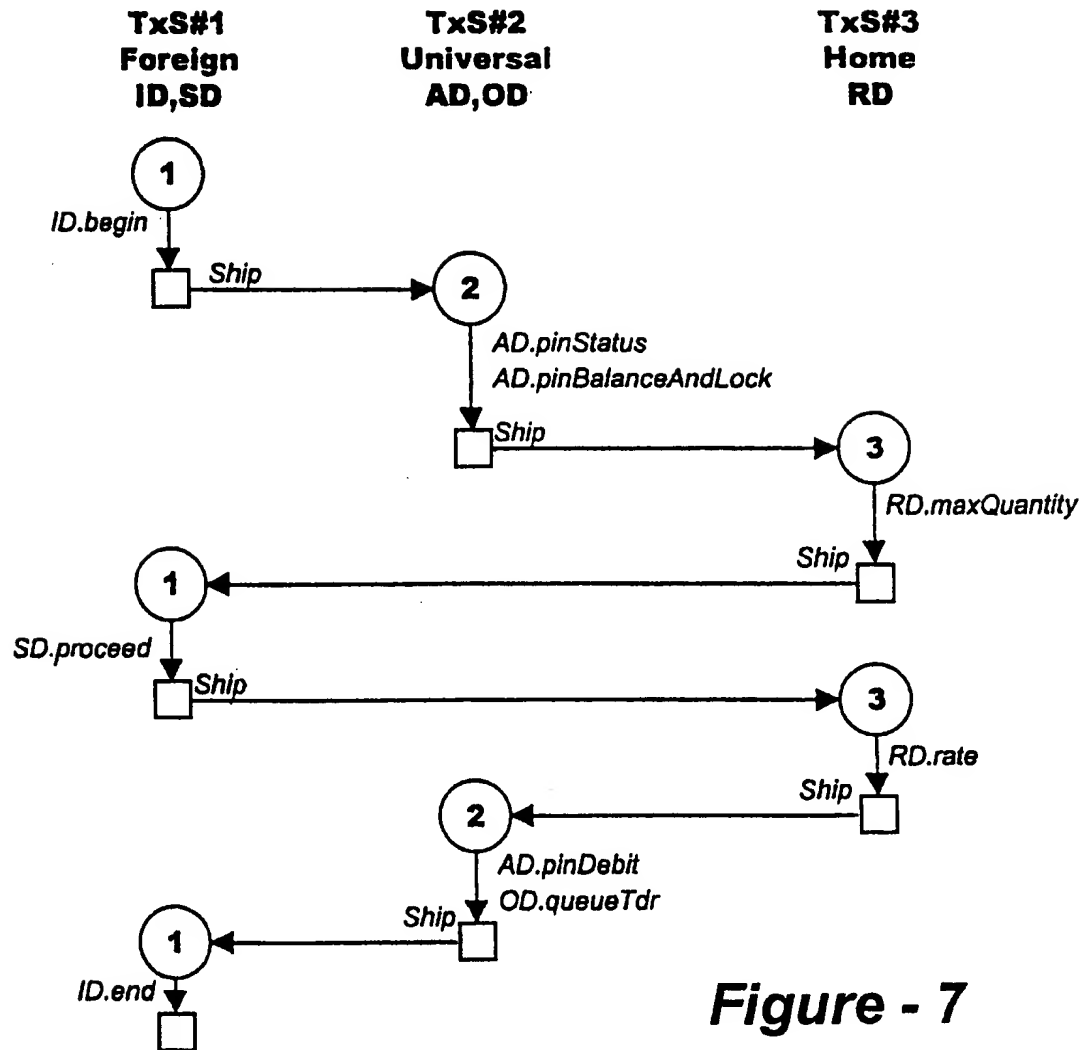 TxS#1
Foreign
ID,SD
TxS#2
Universal
AD,OD
TxS#3
Home
RD
1
ID.begin
Ship
2
AD.pinStatus
AD.pinBalanceAndLock
Ship
3
RD.maxQuantity
Ship
1
SD.proceed
Ship
3
RD.rate
Ship
2
AD.pinDebit
OD.queueTdr
Ship
1
ID.end
Figure - 7